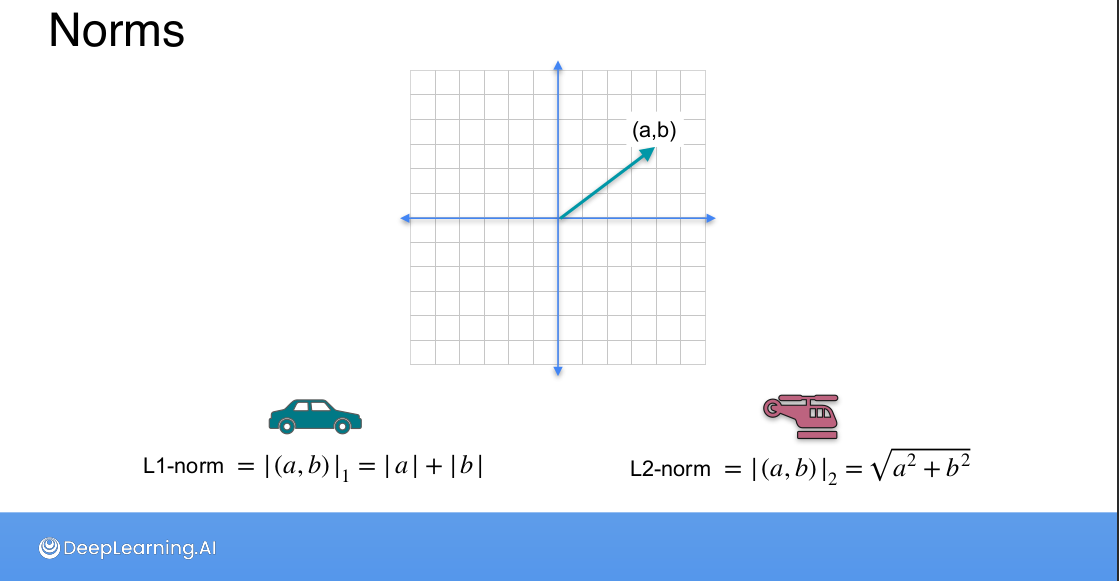 Norms
(a,b)
L1-norm = |(a, b)|₁ = |a| + |b|
L2-norm = |(a, b)|₂ = √(a² + b²)
DeepLearning.AI